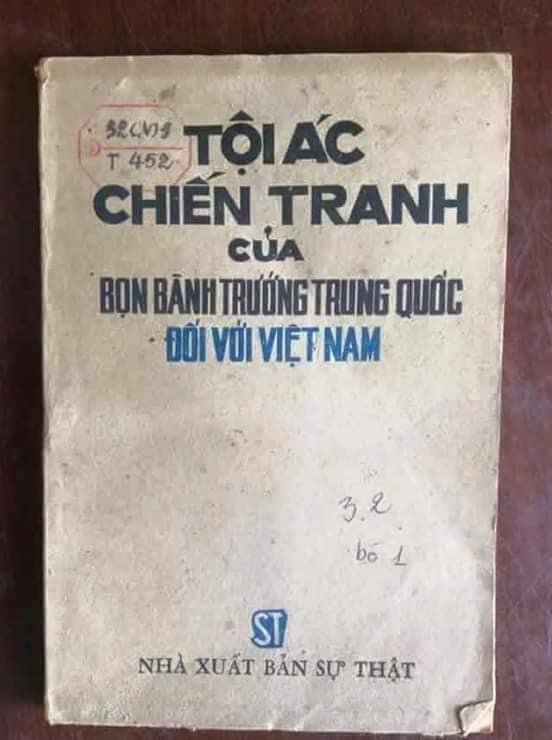 32(V)3
T 452
TỘI ÁC
CHIẾN TRANH
CỦA
BỌN BÀNH TRƯỚNG TRUNG QUỐC
ĐỐI VỚI VIỆT NAM
3.2
bó 1
ST
NHÀ XUẤT BẢN SỰ THẬT